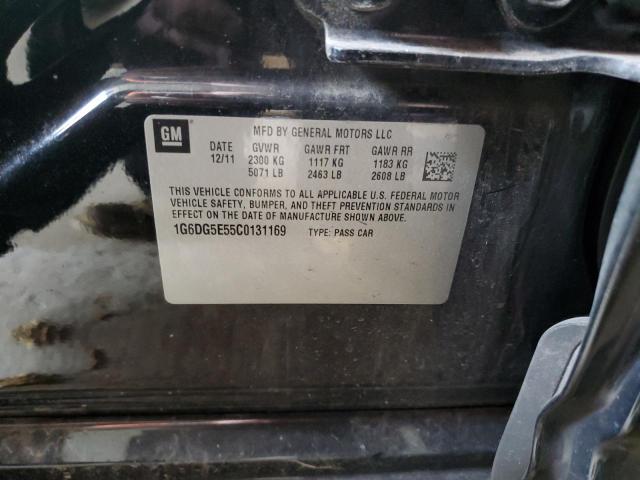 GM
MFD BY GENERAL MOTORS LLC
DATE GVWR GAWR FRT GAWR RR
12/11 2300 KG 1117 KG 1183 KG
5071 LB 2463 LB 2608 LB
THIS VEHICLE CONFORMS TO ALL APPLICABLE U.S. FEDERAL MOTOR
VEHICLE SAFETY, BUMPER, AND THEFT PREVENTION STANDARDS IN
EFFECT ON THE DATE OF MANUFACTURE SHOWN ABOVE.
1G6DG5E55C0131169 TYPE: PASS CAR